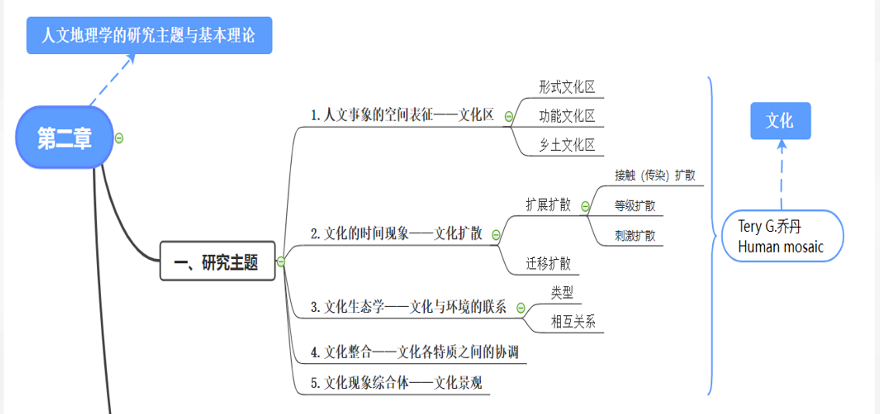 人文地理学的研究主题与基本理论
第二章
一、研究主题
1.人文事象的空间表征——文化区
形式文化区
功能文化区
乡土文化区
2.文化的时间现象——文化扩散
扩展扩散
接触（传染）扩散
等级扩散
刺激扩散
迁移扩散
3.文化生态学——文化与环境的联系
类型
相互关系
4.文化整合——文化各特质之间的协调
5.文化现象综合体——文化景观
文化
Tery G.乔丹
Human mosaic